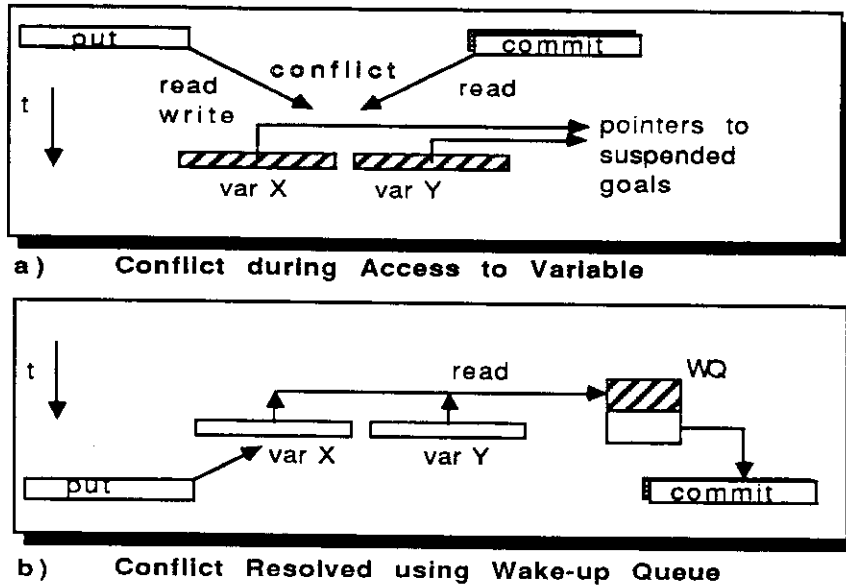 put
commit
conflict
read
write
read
t
pointers to
suspended
goals
var X
var Y
a) Conflict during Access to Variable
t
read
WQ
var X
var Y
put
commit
b) Conflict Resolved using Wake-up Queue